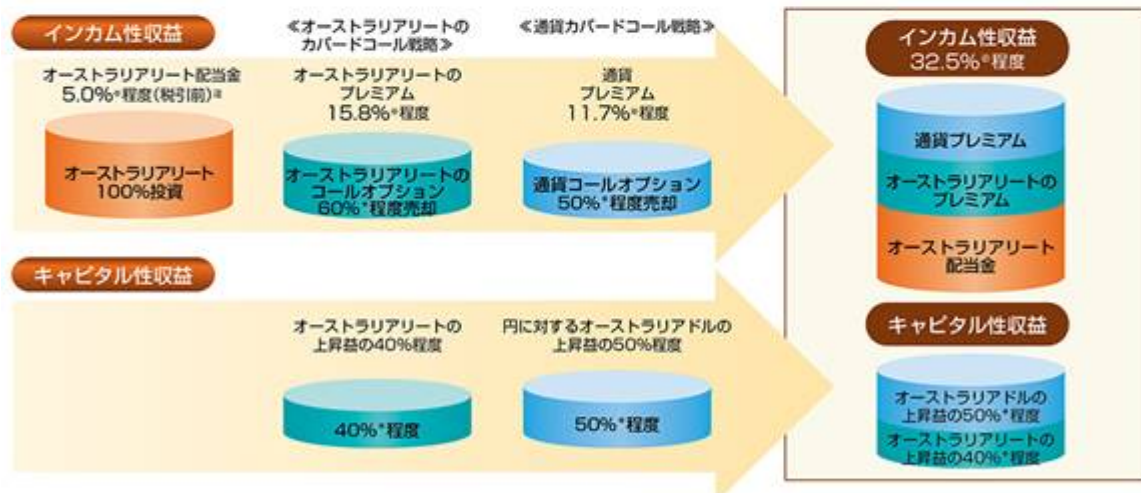 インカム性収益
≪オーストラリアリートの
カバードコール戦略≫
≪通貨カバードコール戦略≫
オーストラリアリート配当金
5.0%*程度(税引前)※
オーストラリアリートの
プレミアム
15.8%*程度
通貨
プレミアム
11.7%*程度
オーストラリアリート
100%投資
オーストラリアリートの
コールオプション
60%*程度売却
通貨コールオプション
50%*程度売却
キャピタル性収益
オーストラリアリートの
上昇益の40%程度
円に対するオーストラリアドルの
上昇益の50%程度
40%*程度
50%*程度
インカム性収益
32.5%*程度
通貨プレミアム
オーストラリアリートの
プレミアム
オーストラリアリート
配当金
キャピタル性収益
オーストラリアドルの
上昇益の50%*程度
オーストラリアリートの
上昇益の40%*程度